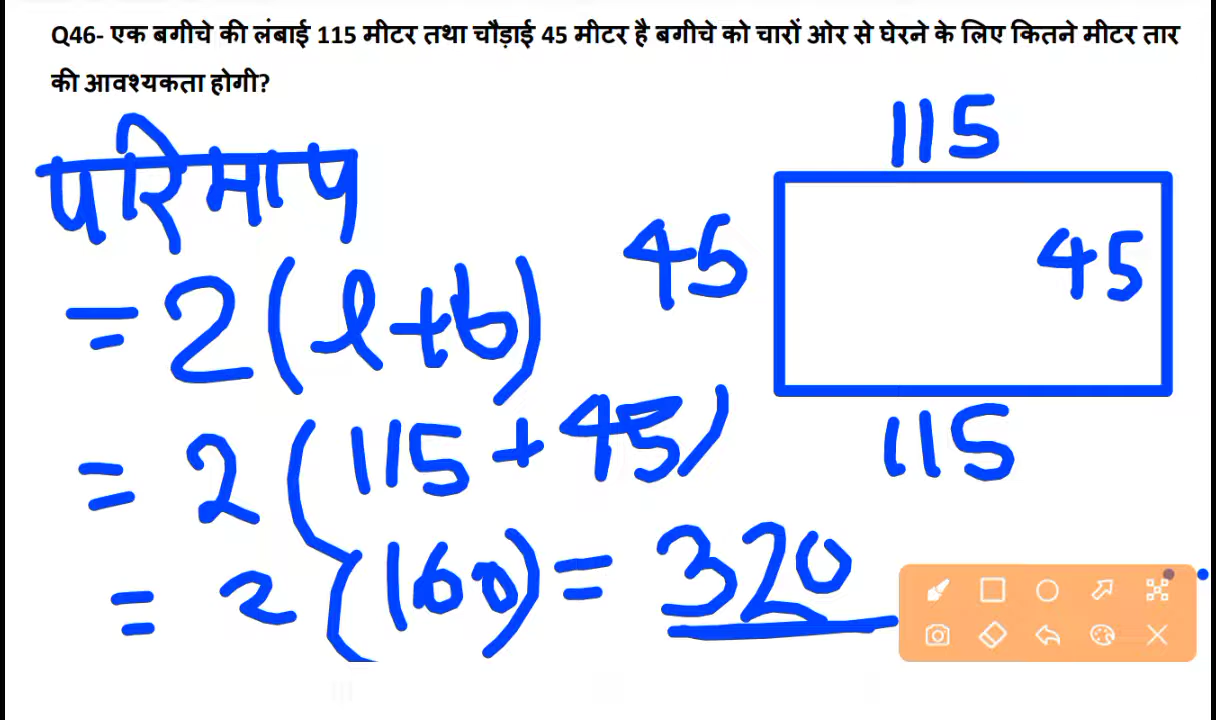 Q46- एक बगीचे की लंबाई 115 मीटर तथा चौड़ाई 45 मीटर है बगीचे को चारों ओर से घेरने के लिए कितने मीटर तार
की आवश्यकता होगी?
115
परिमाप
45
45
= 2(l+b)
= 2(115+45)
115
= 2(160) = 320